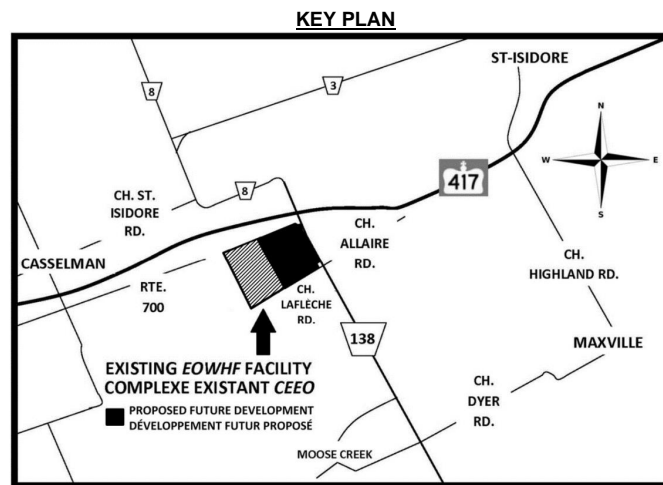 KEY PLAN
ST-ISIDORE
8
3
N
W
E
S
417
8
CH. ST.
ISIDORE
RD.
CH.
ALLAIRE
RD.
CASSELMAN
RTE.
700
CH.
LAFLÈCHE
RD.
CH.
HIGHLAND RD.
138
MAXVILLE
EXISTING EOWHF FACILITY
COMPLEXE EXISTANT CEEO
PROPOSED FUTURE DEVELOPMENT
DÉVELOPPEMENT FUTUR PROPOSÉ
CH.
DYER
RD.
MOOSE CREEK